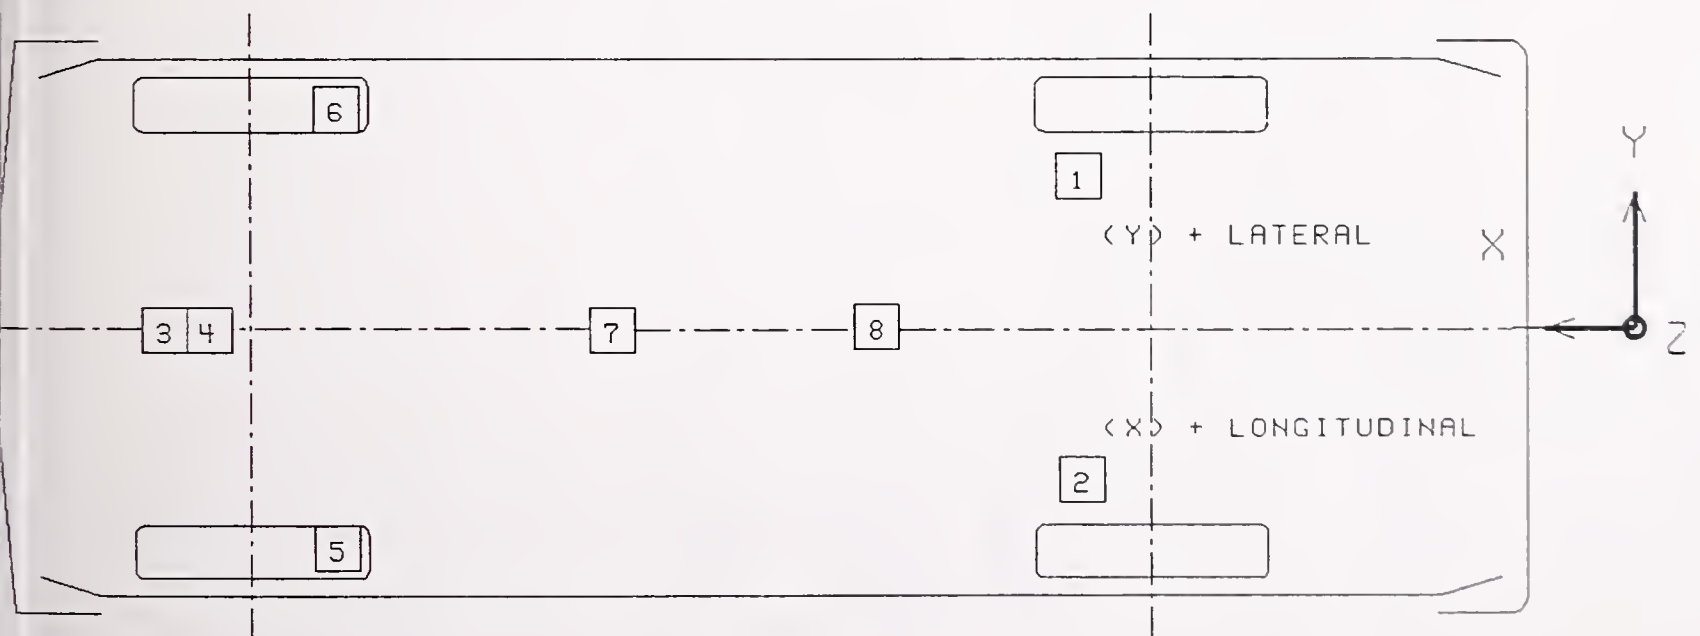 6
Y
1
(Y) + LATERAL
X
3 4
7
8
Z
(X) + LONGITUDINAL
2
5